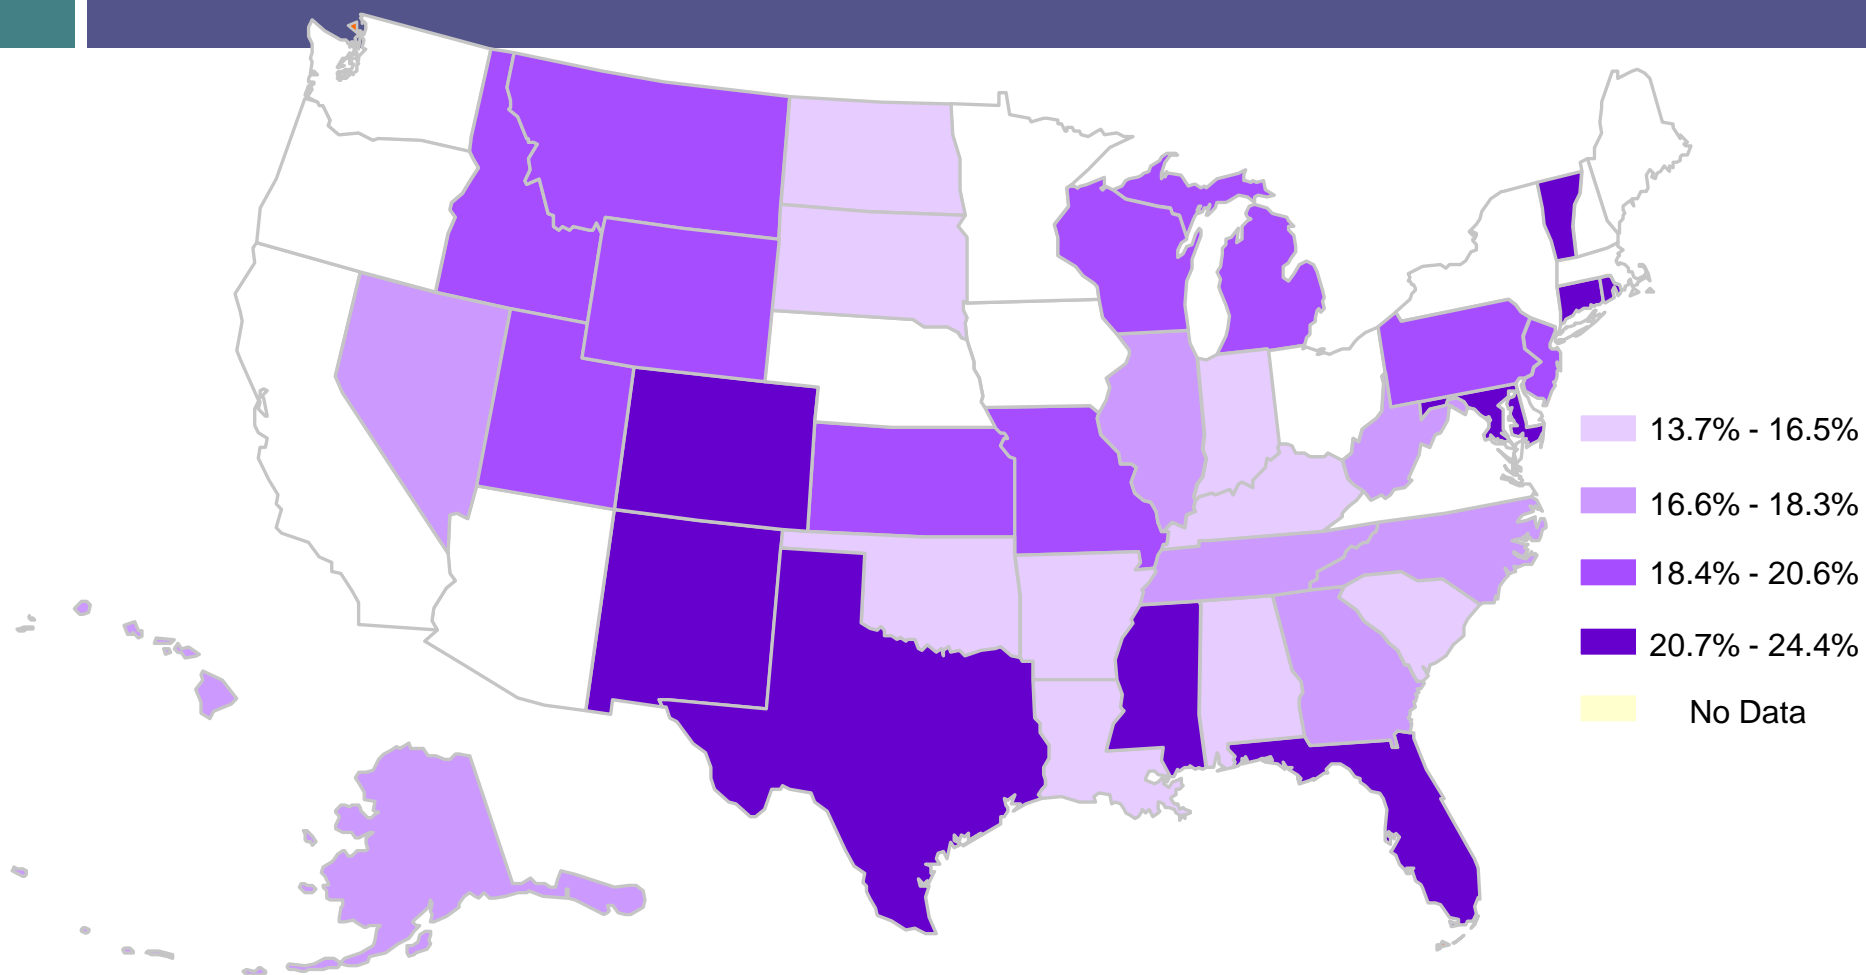 13.7% - 16.5%
16.6% - 18.3%
18.4% - 20.6%
20.7% - 24.4%
No Data